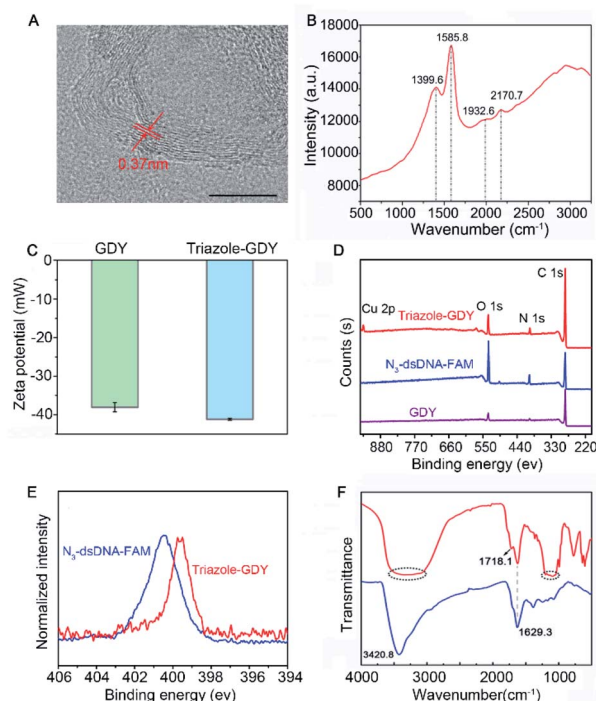 A
0.37nm
B
Intensity (a.u.)
18000
16000
14000
12000
10000
8000
1399.6
1585.8
1932.6
2170.7
500 1000 1500 2000 2500 3000
Wavenumber (cm⁻¹)
C
GDY Triazole-GDY
Zeta potential (mW)
0
-10
-20
-30
-40
D
Counts (s)
Cu 2p
O 1s
N 1s
C 1s
Triazole-GDY
N₃-dsDNA-FAM
GDY
990 880 770 660 550 440 330 220
Binding energy (ev)
E
Normalized intensity
N₃-dsDNA-FAM
Triazole-GDY
406 404 402 400 398 396 394
Binding energy (ev)
F
Transmittance
1718.1
1629.3
3420.8
4000 3000 2000 1000
Wavenumber(cm⁻¹)